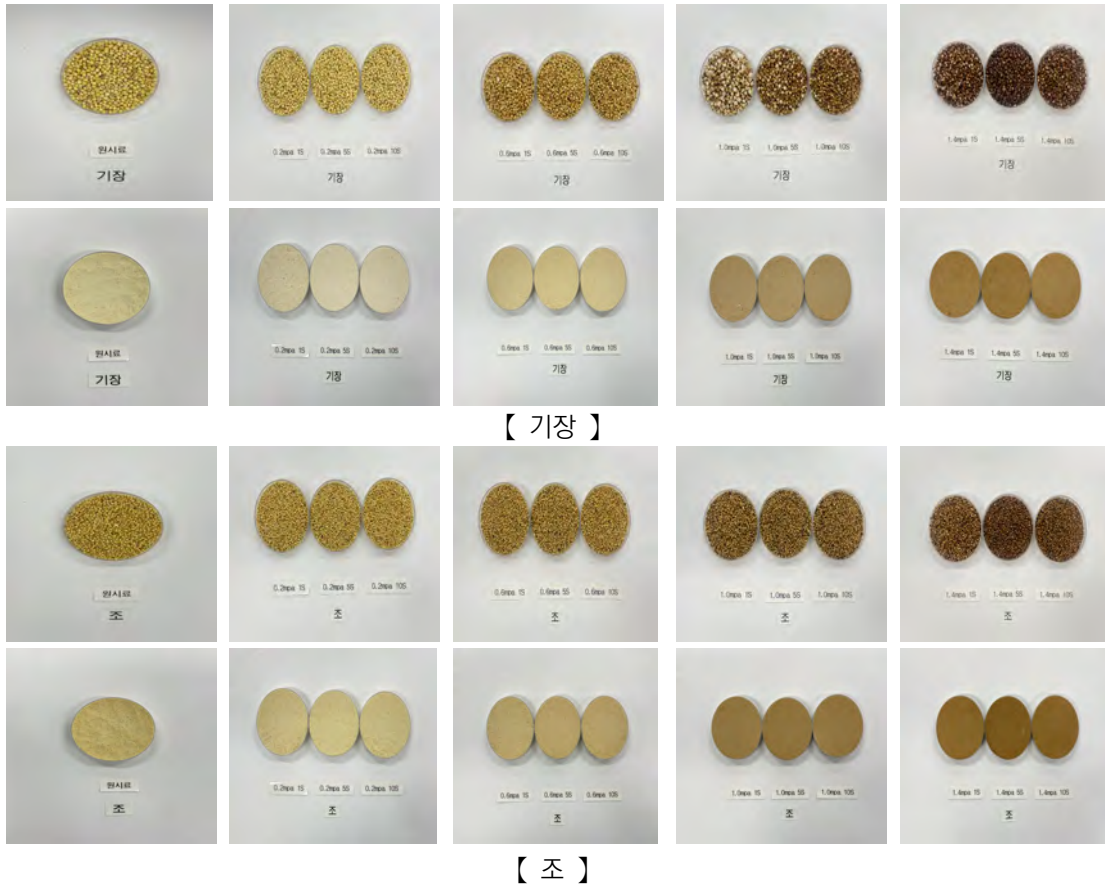 원시료
기장
0.2mpa 1S 0.2mpa 5S 0.2mpa 10S
기장
0.6mpa 1S 0.6mpa 5S 0.6mpa 10S
기장
1.0mpa 1S 1.0mpa 5S 1.0mpa 10S
기장
1.4mpa 1S 1.4mpa 5S 1.4mpa 10S
기장
원시료
기장
0.2mpa 1S 0.2mpa 5S 0.2mpa 10S
기장
0.6mpa 1S 0.6mpa 5S 0.6mpa 10S
기장
1.0mpa 1S 1.0mpa 5S 1.0mpa 10S
기장
1.4mpa 1S 1.4mpa 5S 1.4mpa 10S
기장
【 기장 】
원시료
조
0.2mpa 1S 0.2mpa 5S 0.2mpa 10S
조
0.6mpa 1S 0.6mpa 5S 0.6mpa 10S
조
1.0mpa 1S 1.0mpa 5S 1.0mpa 10S
조
1.4mpa 1S 1.4mpa 5S 1.4mpa 10S
조
원시료
조
0.2mpa 1S 0.2mpa 5S 0.2mpa 10S
조
0.6mpa 1S 0.6mpa 5S 0.6mpa 10S
조
1.0mpa 1S 1.0mpa 5S 1.0mpa 10S
조
1.4mpa 1S 1.4mpa 5S 1.4mpa 10S
조
【 조 】